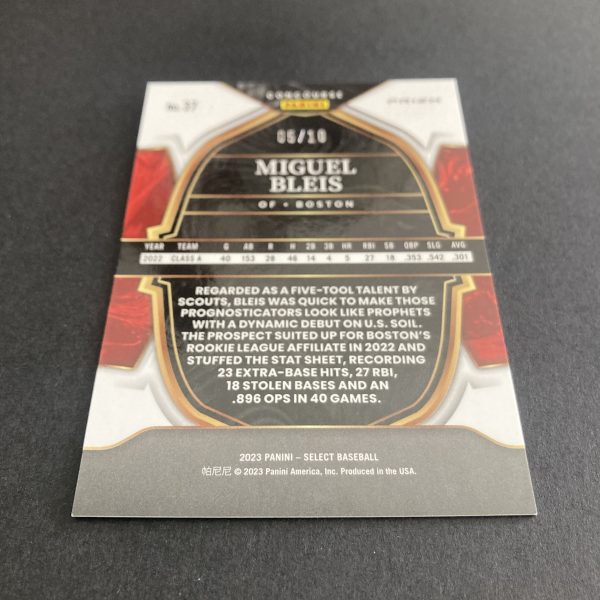 CONCOURSE
PANINI
No. 37
05/10
MIGUEL
BLEIS
OF • BOSTON
YEAR TEAM G AB R H 2B 3B HR RBI SB OBP SLG AVG
2022 CLASS A 40 153 28 46 14 4 5 27 18 .353 .542 .301
REGARDED AS A FIVE-TOOL TALENT BY
SCOUTS, BLEIS WAS QUICK TO MAKE THOSE
PROGNOSTICATORS LOOK LIKE PROPHETS
WITH A DYNAMIC DEBUT ON U.S. SOIL.
THE PROSPECT SUITED UP FOR BOSTON'S
ROOKIE LEAGUE AFFILIATE IN 2022 AND
STUFFED THE STAT SHEET, RECORDING
23 EXTRA-BASE HITS, 27 RBI,
18 STOLEN BASES AND AN
.896 OPS IN 40 GAMES.
2023 PANINI – SELECT BASEBALL
帕尼尼 © 2023 Panini America, Inc. Produced in the USA.